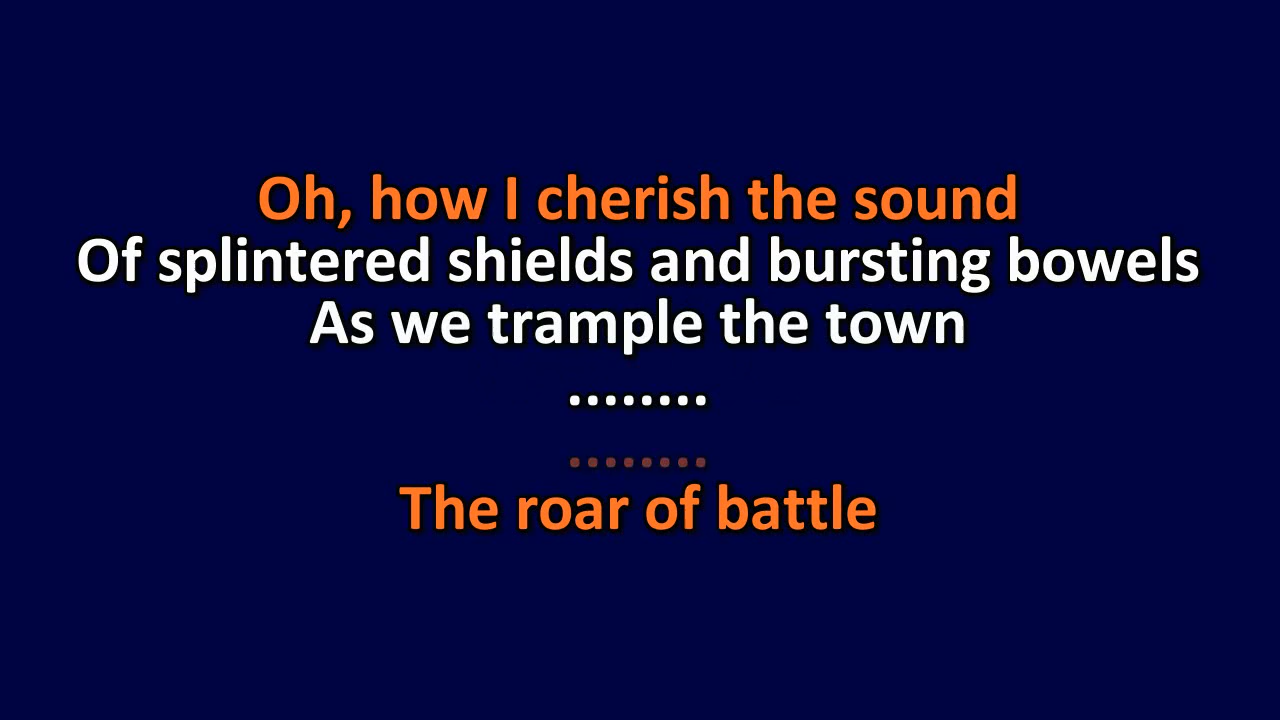 Oh, how I cherish the sound
Of splintered shields and bursting bowels
As we trample the town
........
........
The roar of battle